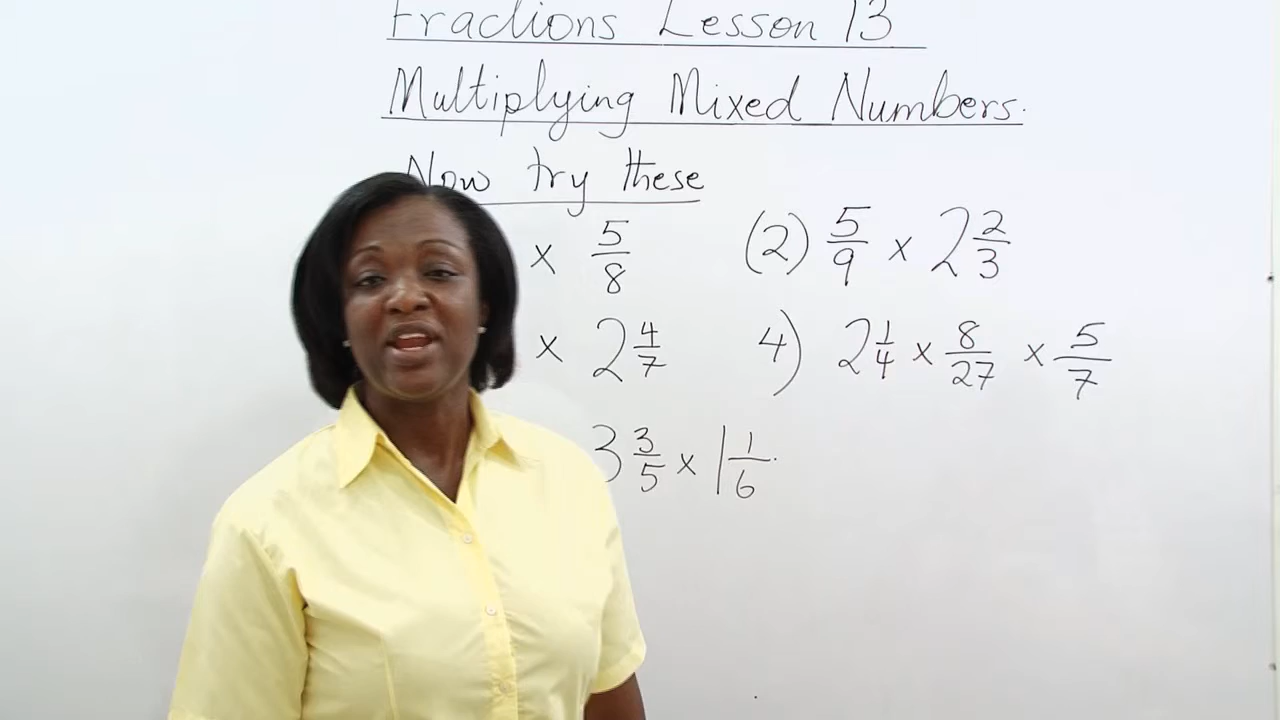 Fractions Lesson 13
Multiplying Mixed Numbers.
Now try these
x 5/8 (2) 5/9 x 2 2/3
x 2 4/7 4) 2 1/4 x 8/27 x 5/7
3 3/5 x 1 1/6